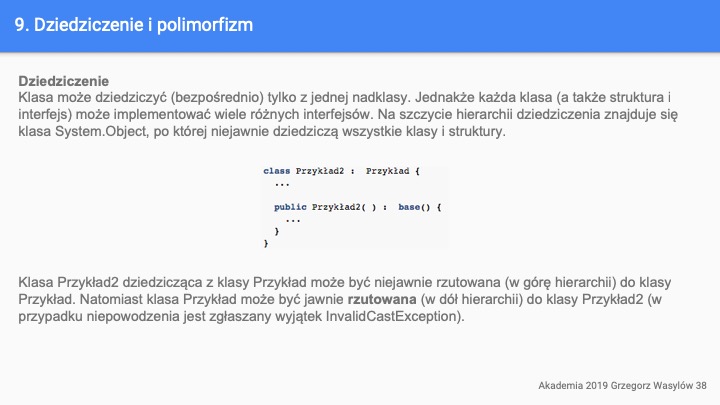 9. Dziedziczenie i polimorfizm
Dziedziczenie
Klasa może dziedziczyć (bezpośrednio) tylko z jednej nadklasy. Jednakże każda klasa (a także struktura i
interfejs) może implementować wiele różnych interfejsów. Na szczycie hierarchii dziedziczenia znajduje się
klasa System.Object, po której niejawnie dziedziczą wszystkie klasy i struktury.
class Przykład2 : Przykład {
...
public Przykład2( ) : base() {
...
}
}
Klasa Przykład2 dziedzicząca z klasy Przykład może być niejawnie rzutowana (w górę hierarchii) do klasy
Przykład. Natomiast klasa Przykład może być jawnie rzutowana (w dół hierarchii) do klasy Przykład2 (w
przypadku niepowodzenia jest zgłaszany wyjątek InvalidCastException).
Akademia 2019 Grzegorz Wasylów 38